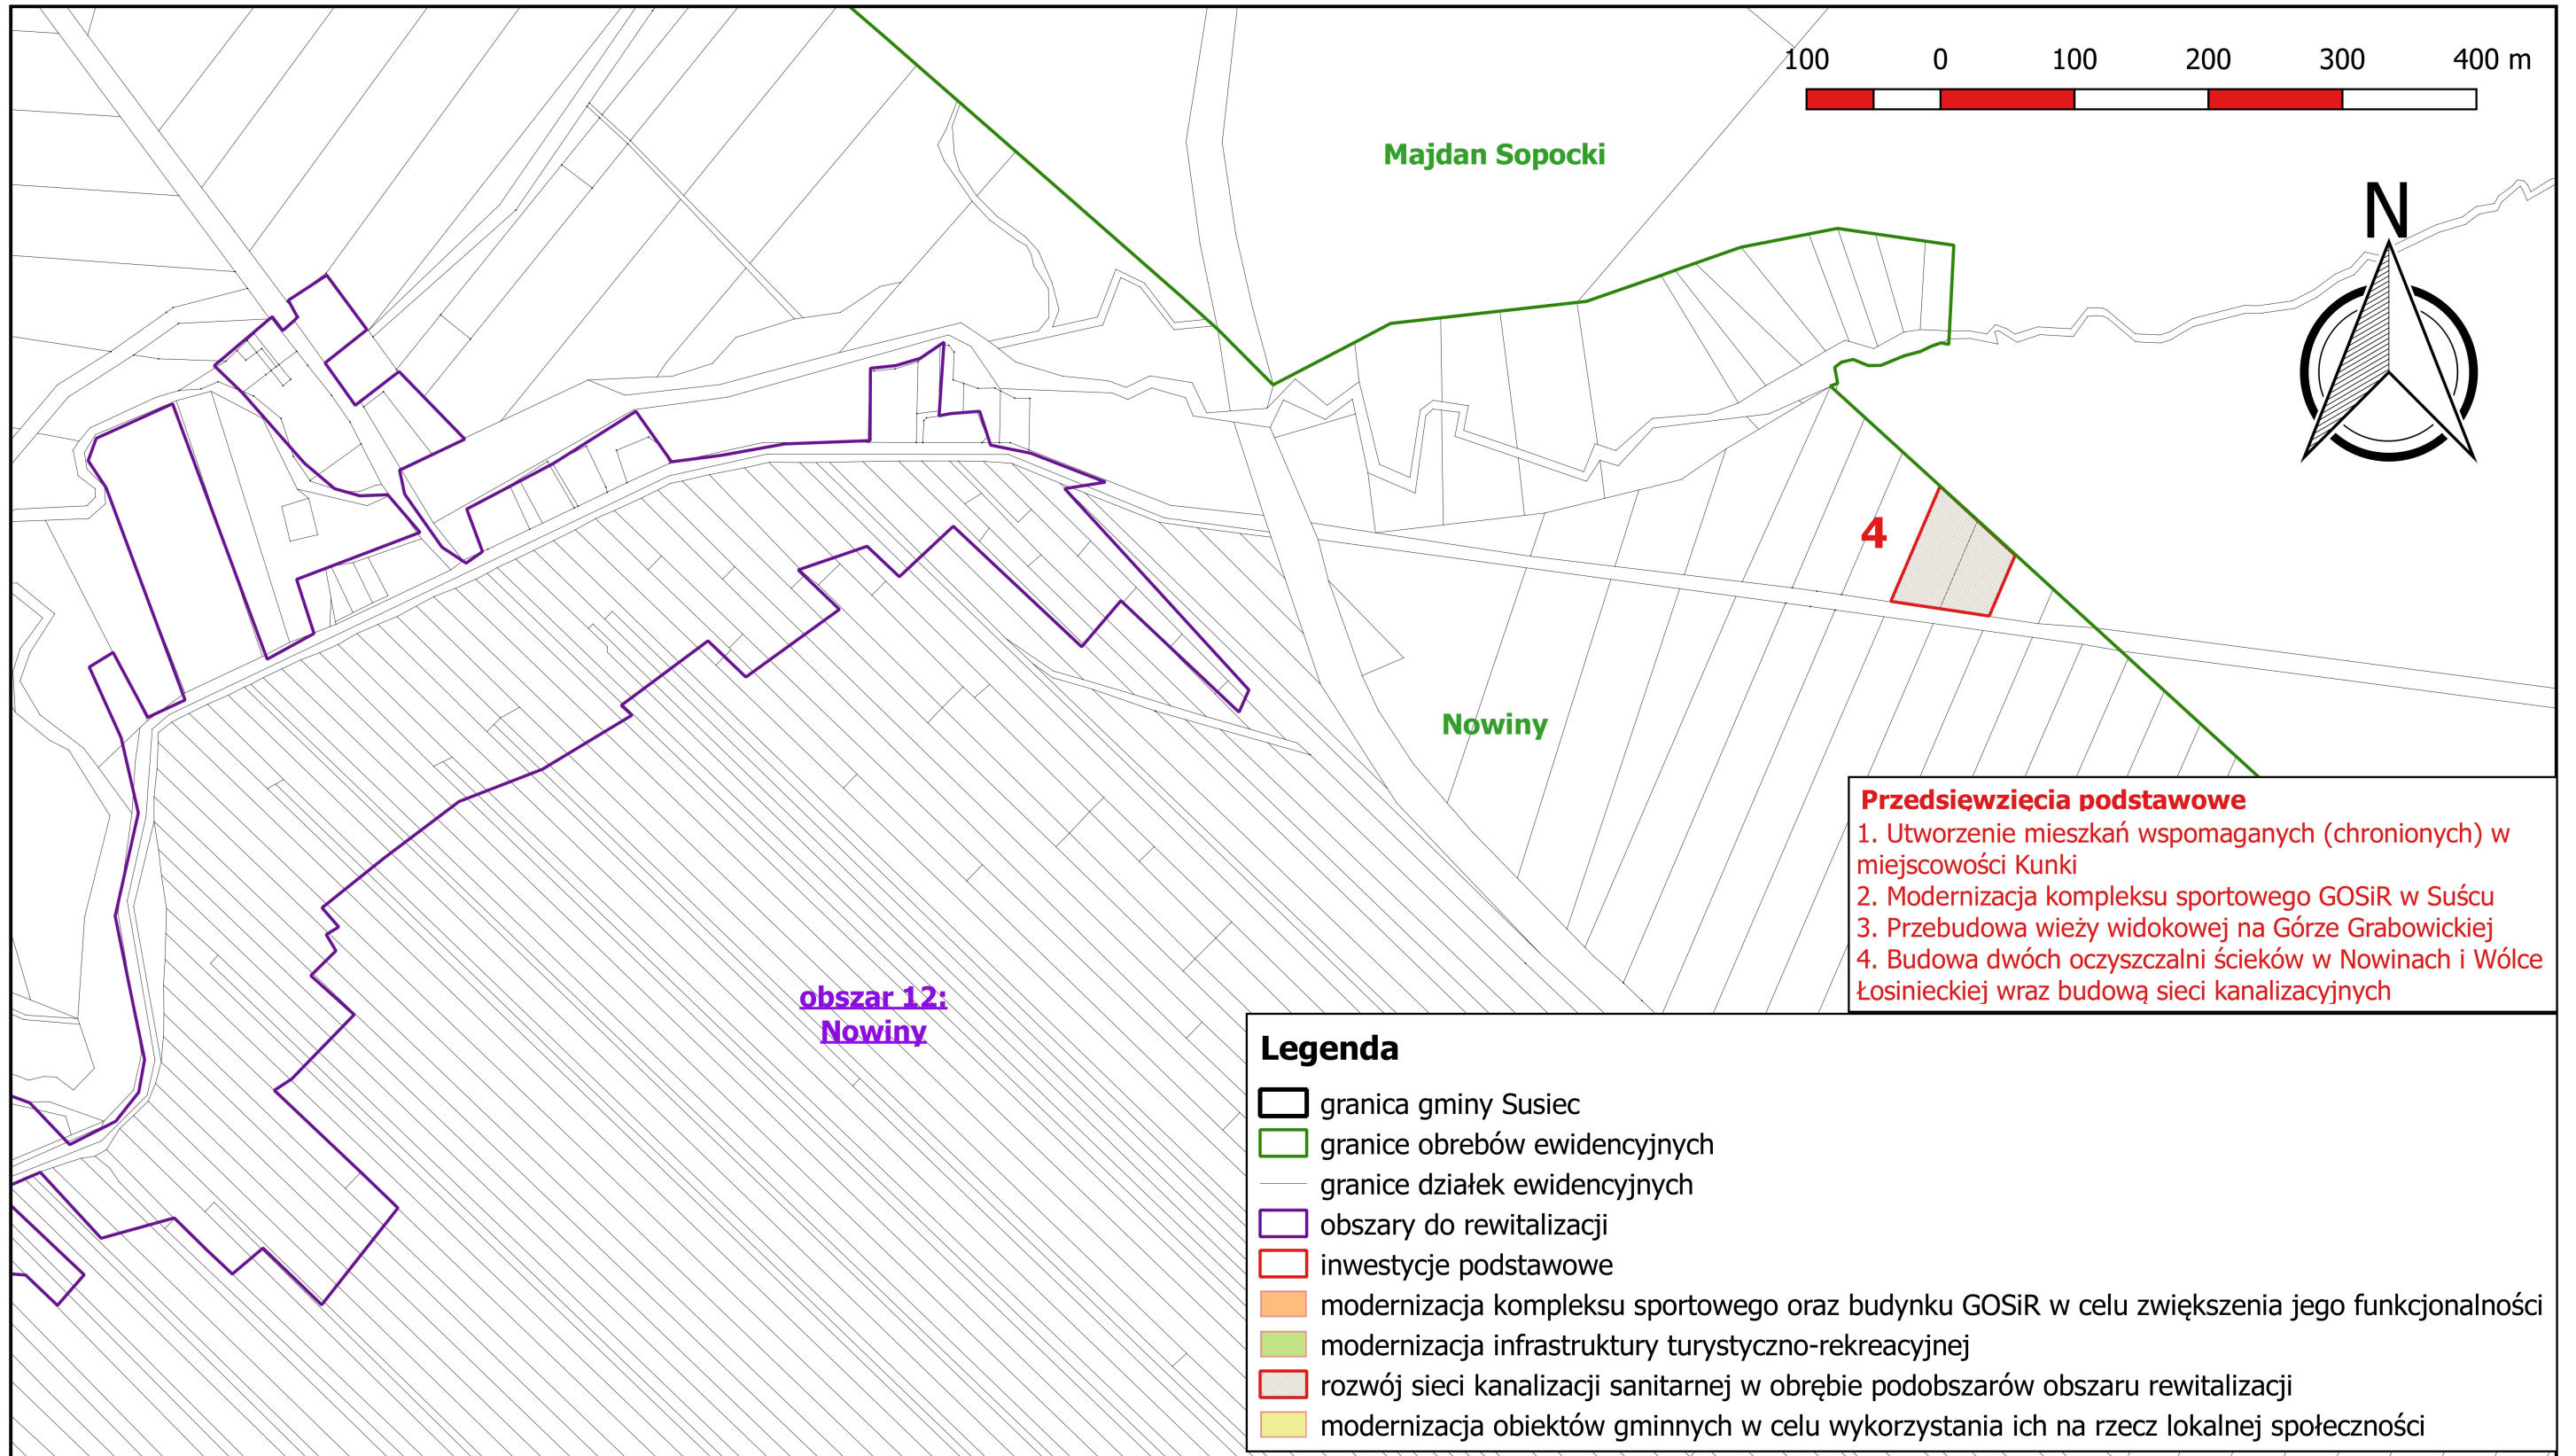 100 0 100 200 300 400 m
Majdan Sopocki
N
4
Nowiny
Przedsięwzięcia podstawowe
1. Utworzenie mieszkań wspomaganych (chronionych) w
miejscowości Kunki
2. Modernizacja kompleksu sportowego GOSiR w Suścu
3. Przebudowa wieży widokowej na Górze Grabowickiej
4. Budowa dwóch oczyszczalni ścieków w Nowinach i Wólce
Łosinieckiej wraz budową sieci kanalizacyjnych
obszar 12:
Nowiny
Legenda
granica gminy Susiec
granice obrebów ewidencyjnych
granice działek ewidencyjnych
obszary do rewitalizacji
inwestycje podstawowe
modernizacja kompleksu sportowego oraz budynku GOSiR w celu zwiększenia jego funkcjonalności
modernizacja infrastruktury turystyczno-rekreacyjnej
rozwój sieci kanalizacji sanitarnej w obrębie podobszarów obszaru rewitalizacji
modernizacja obiektów gminnych w celu wykorzystania ich na rzecz lokalnej społeczności